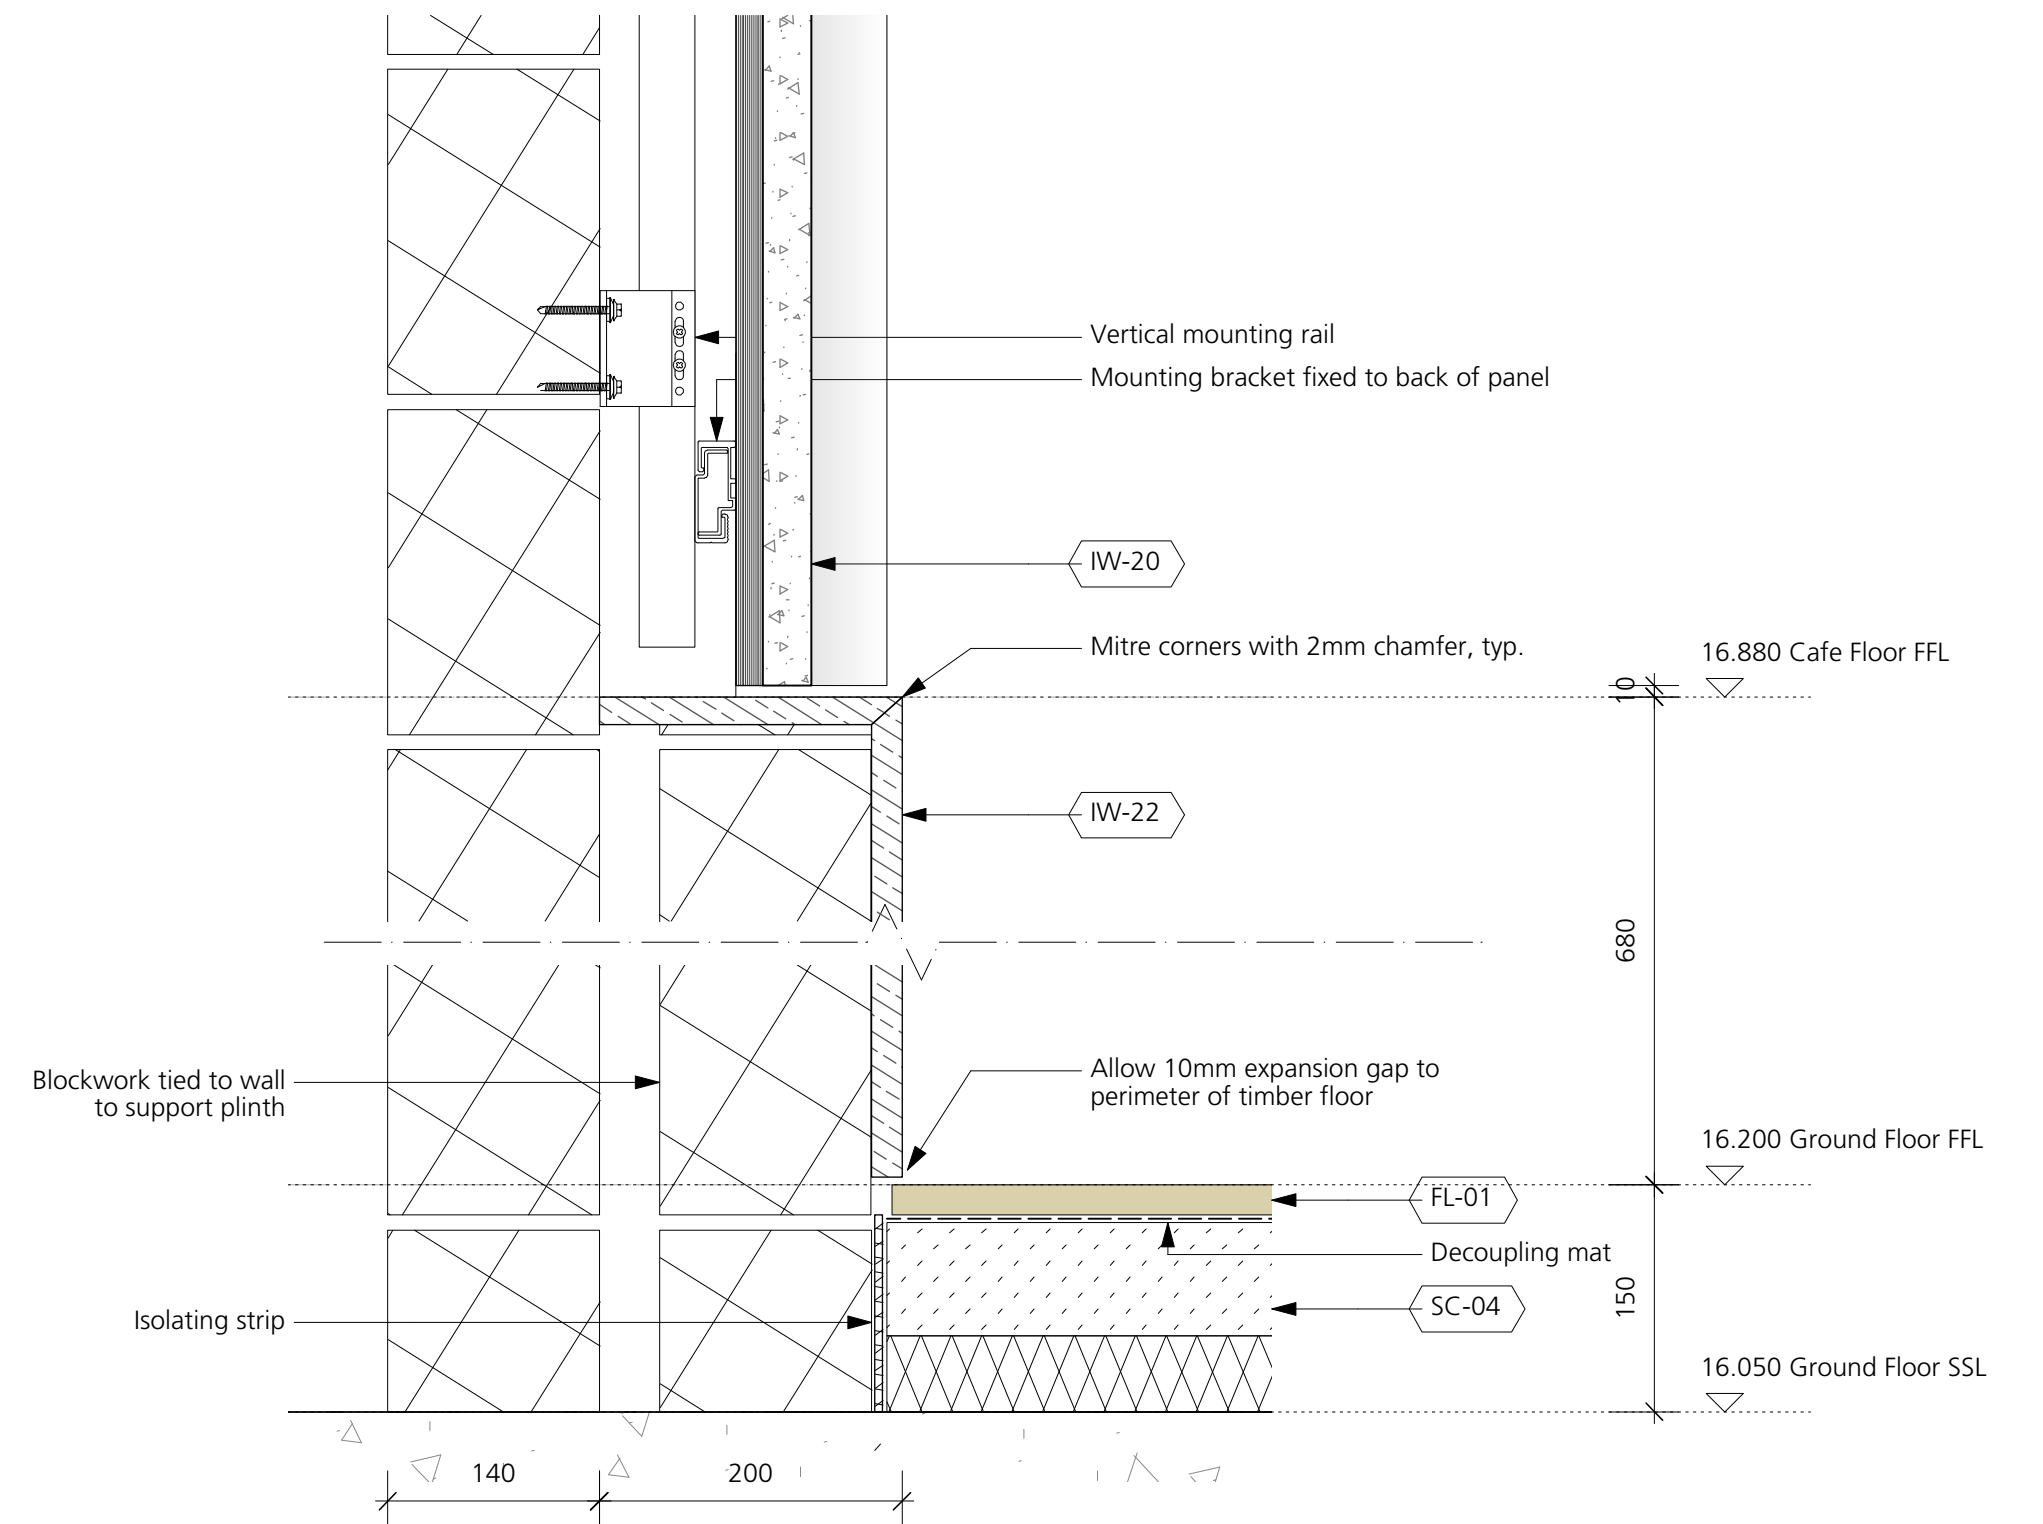 Vertical mounting rail
Mounting bracket fixed to back of panel
IW-20
Mitre corners with 2mm chamfer, typ.
16.880 Cafe Floor FFL
10
IW-22
680
Blockwork tied to wall
to support plinth
Allow 10mm expansion gap to
perimeter of timber floor
16.200 Ground Floor FFL
FL-01
Decoupling mat
150
SC-04
Isolating strip
16.050 Ground Floor SSL
140
200